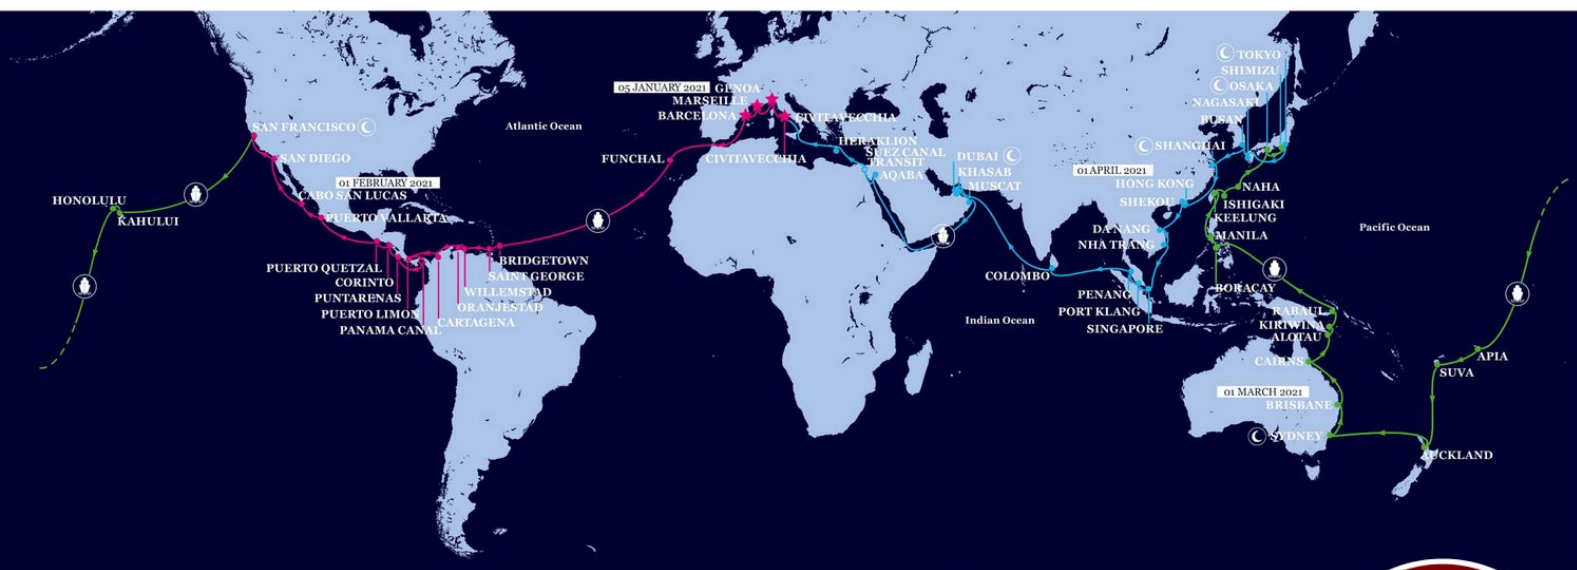 SAN FRANCISCO
SAN DIEGO
01 FEBRUARY 2021
CABO SAN LUCAS
PUERTO VALLARTA
HONOLULU
KAHULUI
PUERTO QUETZAL
CORINTO
PUNTARENAS
PUERTO LIMON
PANAMA CANAL
CARTAGENA
ORANJESTAD
WILLEMSTAD
SAINT GEORGE
BRIDGETOWN
Atlantic Ocean
05 JANUARY 2021
GENOA
MARSEILLE
BARCELONA
CIVITAVECCHIA
FUNCHAL
CIVITAVECCHIA
HERAKLION
SUEZ CANAL
TRANSIT
AQABA
DUBAI
KHASAB
MUSCAT
COLOMBO
Indian Ocean
PENANG
PORT KLANG
SINGAPORE
01 APRIL 2021
TOKYO
SHIMIZU
OSAKA
NAGASAKI
BUSAN
SHANGHAI
HONG KONG
SHEKOU
DA NANG
NHA TRANG
NAHA
ISHIGAKI
KEELUNG
MANILA
BORACAY
Pacific Ocean
RABAUL
KIRIWINA
ALOTAU
CAIRNS
01 MARCH 2021
BRISBANE
SYDNEY
APIA
SUVA
AUCKLAND